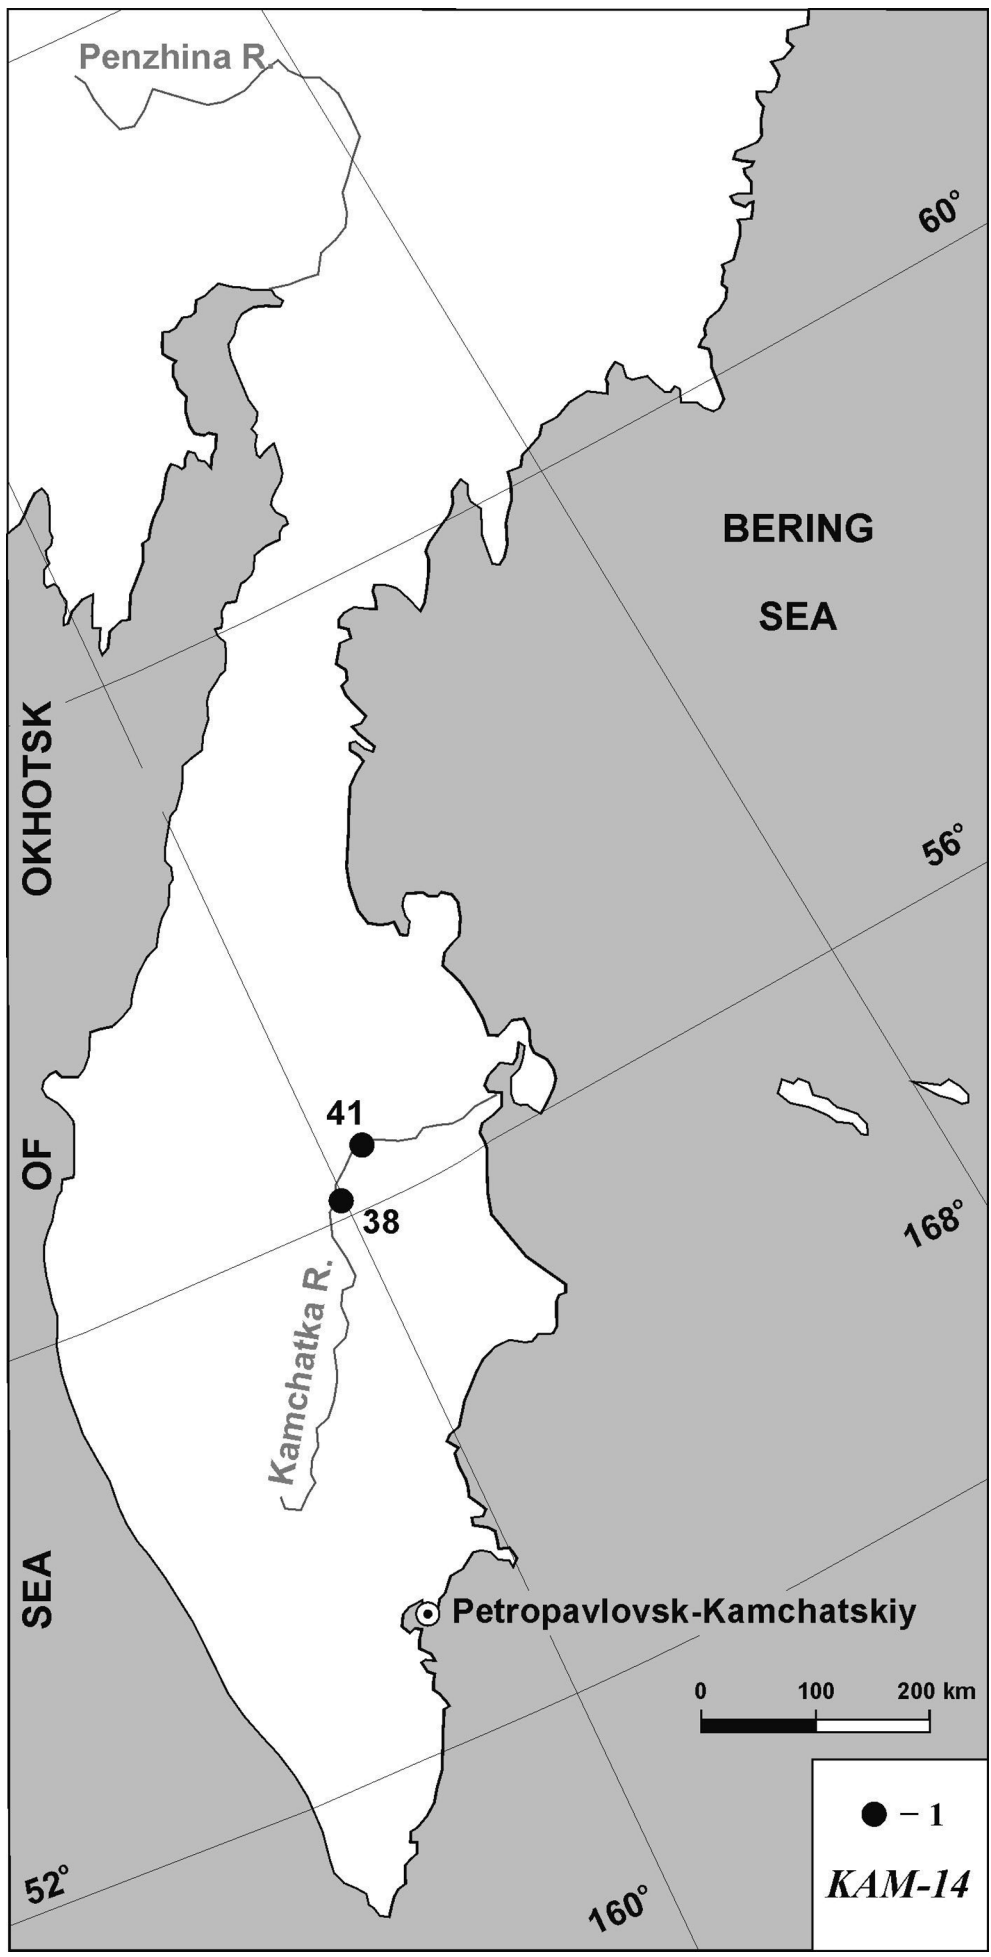 Penzhina R.
60°
BERING
SEA
OKHOTSK
56°
41
OF
38
168°
Kamchatka R.
SEA
Petropavlovsk-Kamchatskiy
0 100 200 km
– 1
52°
KAM-14
160°